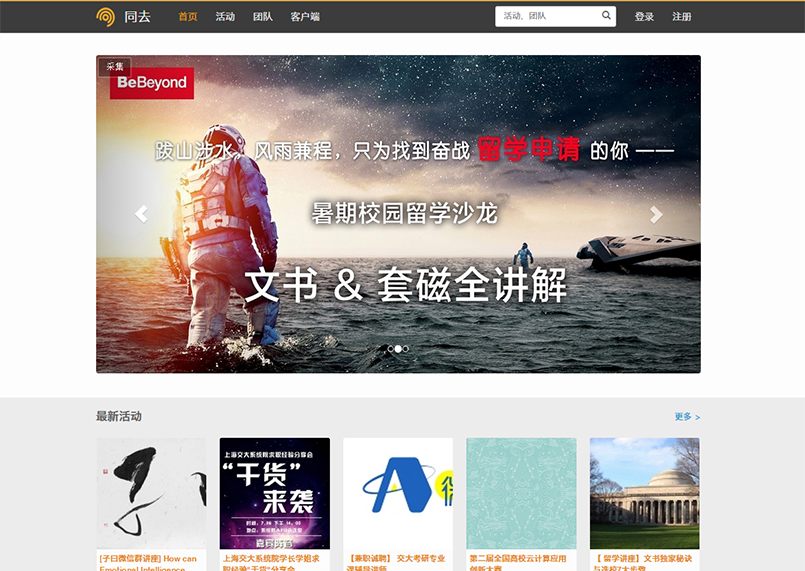 同去
首页 活动 团队 客户端
活动，团队
登录 注册
采集
BeBeyond
跋山涉水，风雨兼程，只为找到奋战 留学申请 的你 ——
暑期校园留学沙龙
文书 & 套磁全讲解
最新活动
更多 >
上海交大系统院求职经验分享会
“干货”
来袭
[子曰微信群讲座] How can
Emotional Intelligence
上海交大系统院学长学姐求
职经验“干货”分享会
【兼职诚聘】 交大考研专业
课辅导讲师
第二届全国高校云计算应用
创新大赛
【 留学讲座】文书独家秘诀
与选校7大步骤